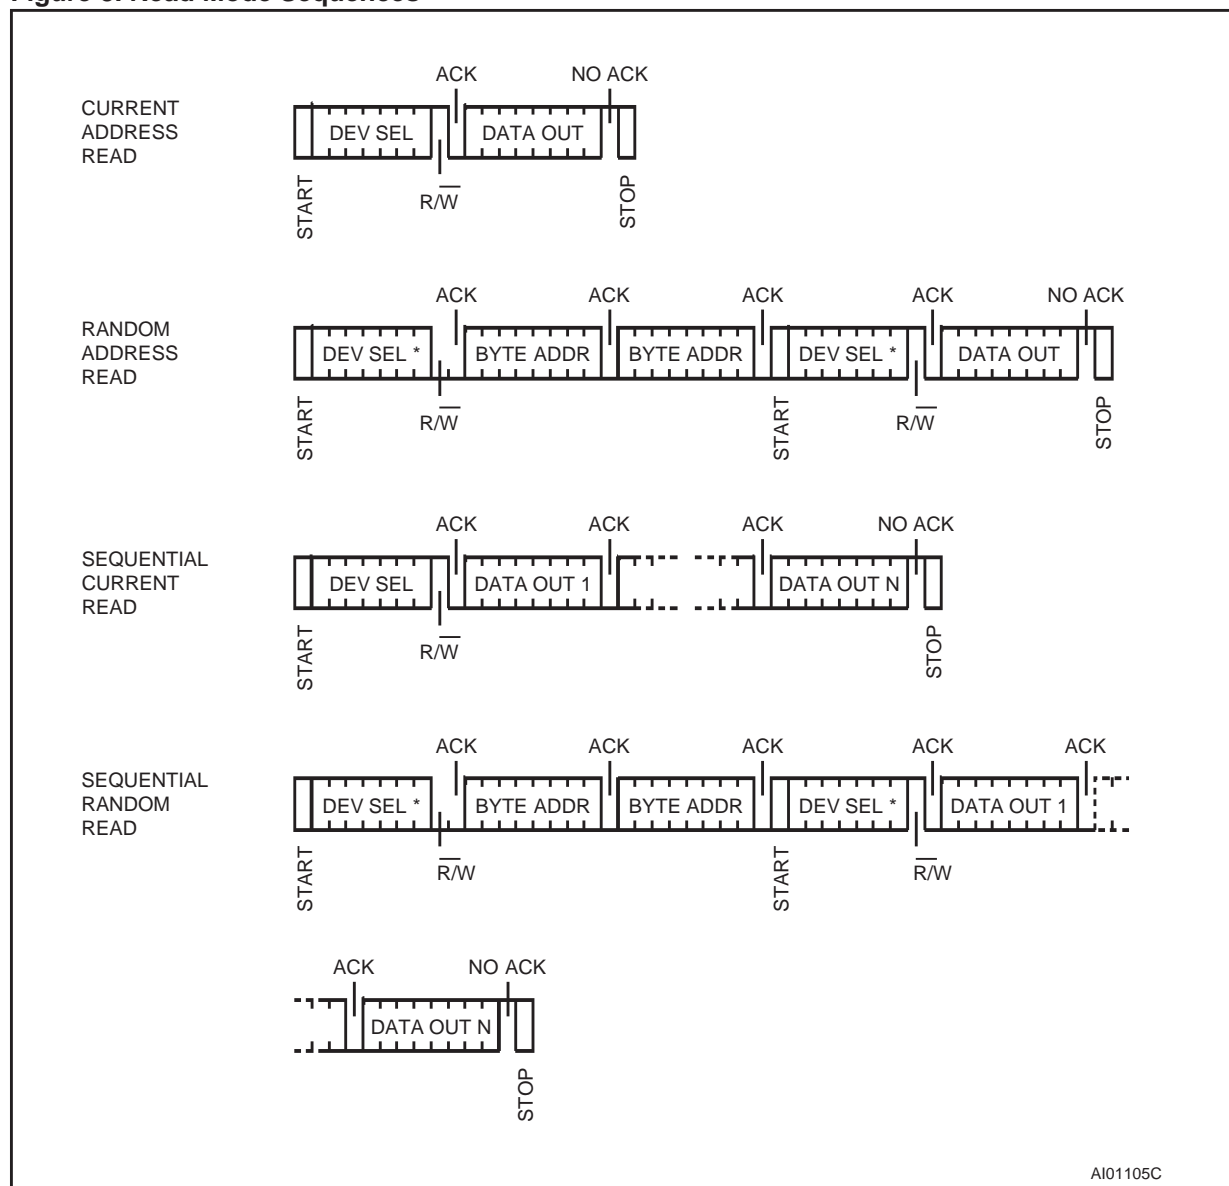 Figure 8. Read Mode Sequences
ACK NO ACK
CURRENT
ADDRESS
READ
DEV SEL DATA OUT
START R/W STOP
ACK ACK ACK ACK NO ACK
RANDOM
ADDRESS
READ
DEV SEL * BYTE ADDR BYTE ADDR DEV SEL * DATA OUT
START R/W START R/W STOP
ACK ACK ACK NO ACK
SEQUENTIAL
CURRENT
READ
DEV SEL DATA OUT 1 DATA OUT N
START R/W STOP
ACK ACK ACK ACK ACK
SEQUENTIAL
RANDOM
READ
DEV SEL * BYTE ADDR BYTE ADDR DEV SEL * DATA OUT 1
START R/W START R/W
ACK NO ACK
DATA OUT N
STOP
AI01105C